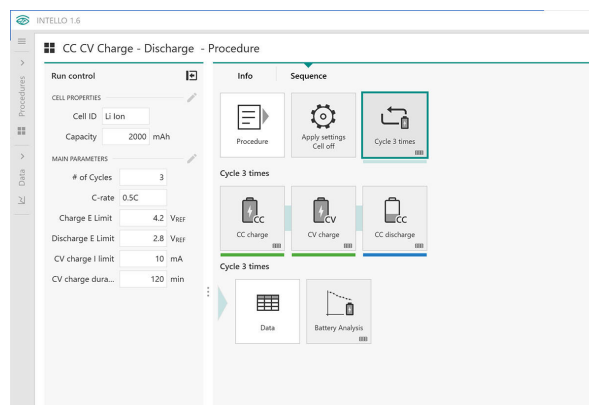 INTELLO 1.6
CC CV Charge - Discharge - Procedure
Procedures
Data
Run control
CELL PROPERTIES
Cell ID Li Ion
Capacity 2000 mAh
MAIN PARAMETERS
# of Cycles 3
C-rate 0.5C
Charge E Limit 4.2 VREF
Discharge E Limit 2.8 VREF
CV charge I limit 10 mA
CV charge dura... 120 min
Info Sequence
Procedure
Apply settings
Cell off
Cycle 3 times
Cycle 3 times
CC
CC charge
CV
CV charge
CC
CC discharge
Cycle 3 times
Data
Battery Analysis